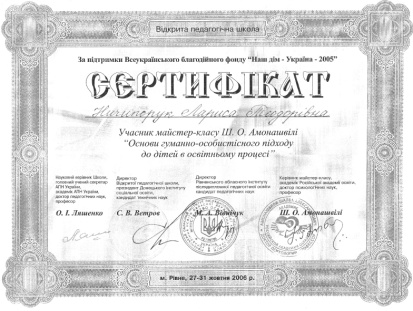 Відкрита педагогічна школа
За підтримки Всеукраїнського благодійного фонду "Наш дім - Україна - 2005"
СЕРТИФІКАТ
Ничипорук Лариса
Учасник майстер-класу Ш. О. Амонашвілі
"Основи гуманно-особистісного підходу
до дітей в освітньому процесі"
Науковий керівник Школи,
головний учений секретар
АПН України,
академік АПН України,
доктор педагогічних наук,
професор
О. І. Ляшенко
Директор
Відкритої педагогічної школи,
президент Донецького інституту
соціальної освіти,
кандидат технічних наук
С. В. Ветров
Директор
Рівненського обласного інституту
післядипломної педагогічної освіти
кандидат педагогічних наук
М. А. Віднічук
Керівник майстер-класу
академік Російської академії освіти,
доктор психологічних наук,
професор
Ш. О. Амонашвілі
м. Рівне, 27-31 жовтня 2006 р.